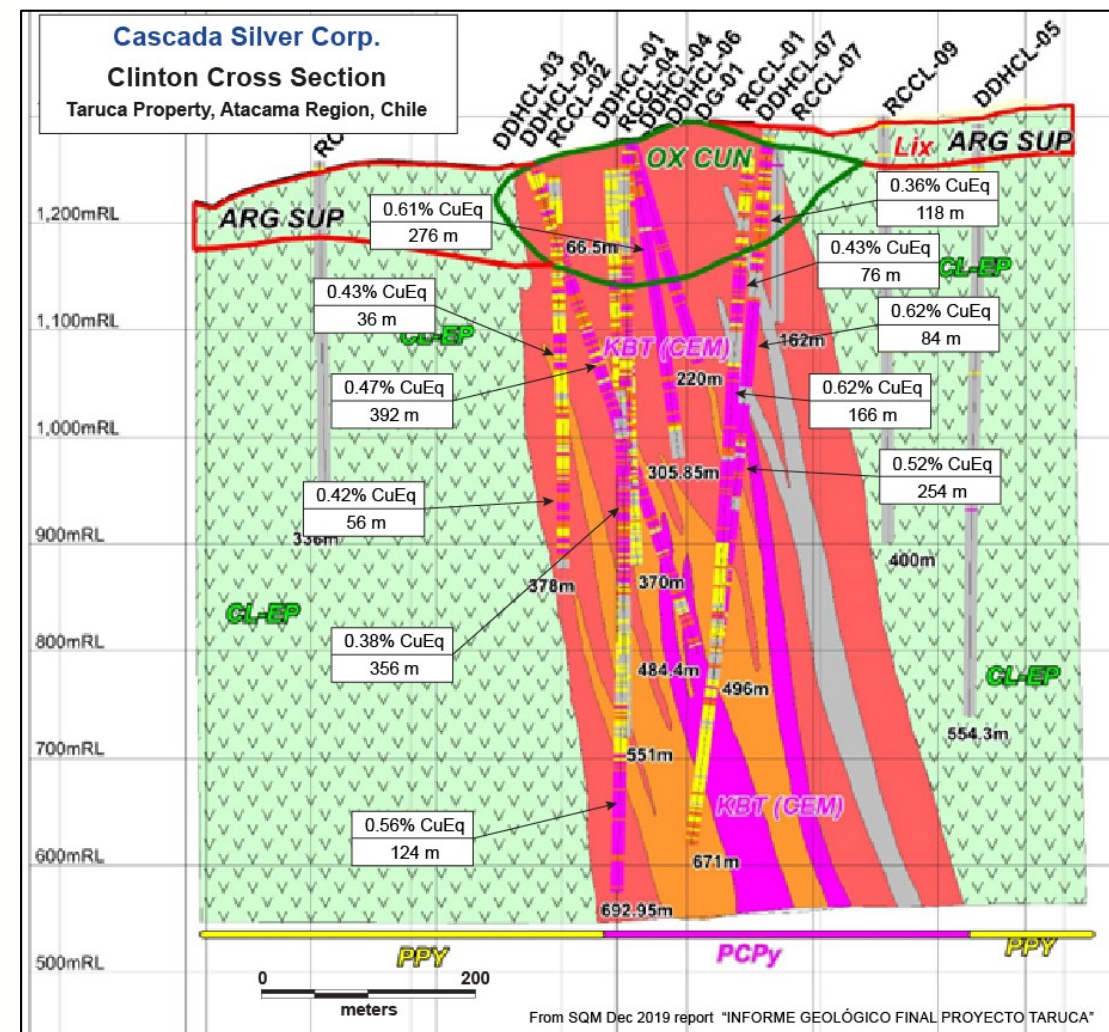 Cascada Silver Corp.
Clinton Cross Section
Taruca Property, Atacama Region, Chile
DDHCL-03
DDHCL-02
RCCL-02
DDHCL-01
RCCL-04
DDHCL-04
DDHCL-06
DG-01
RCCL-01
DDHCL-07
RCCL-07
RCCL-09
DDHCL-05
RC
OX CUN
Lix
ARG SUP
ARG SUP
1,200mRL
1,100mRL
1,000mRL
900mRL
800mRL
700mRL
600mRL
500mRL
0.61% CuEq
276 m
0.36% CuEq
118 m
0.43% CuEq
76 m
0.43% CuEq
36 m
0.62% CuEq
84 m
0.47% CuEq
392 m
0.62% CuEq
166 m
0.52% CuEq
254 m
0.42% CuEq
56 m
0.38% CuEq
356 m
0.56% CuEq
124 m
66.5m
162m
220m
305.85m
336m
400m
378m
370m
484.4m
496m
551m
554.3m
671m
692.95m
KBT (CEM)
KBT (CEM)
CL-EP
CL-EP
CL-EP
CL-EP
PPY
PCPy
PPY
0
200
meters
From SQM Dec 2019 report "INFORME GEOLÓGICO FINAL PROYECTO TARUCA"